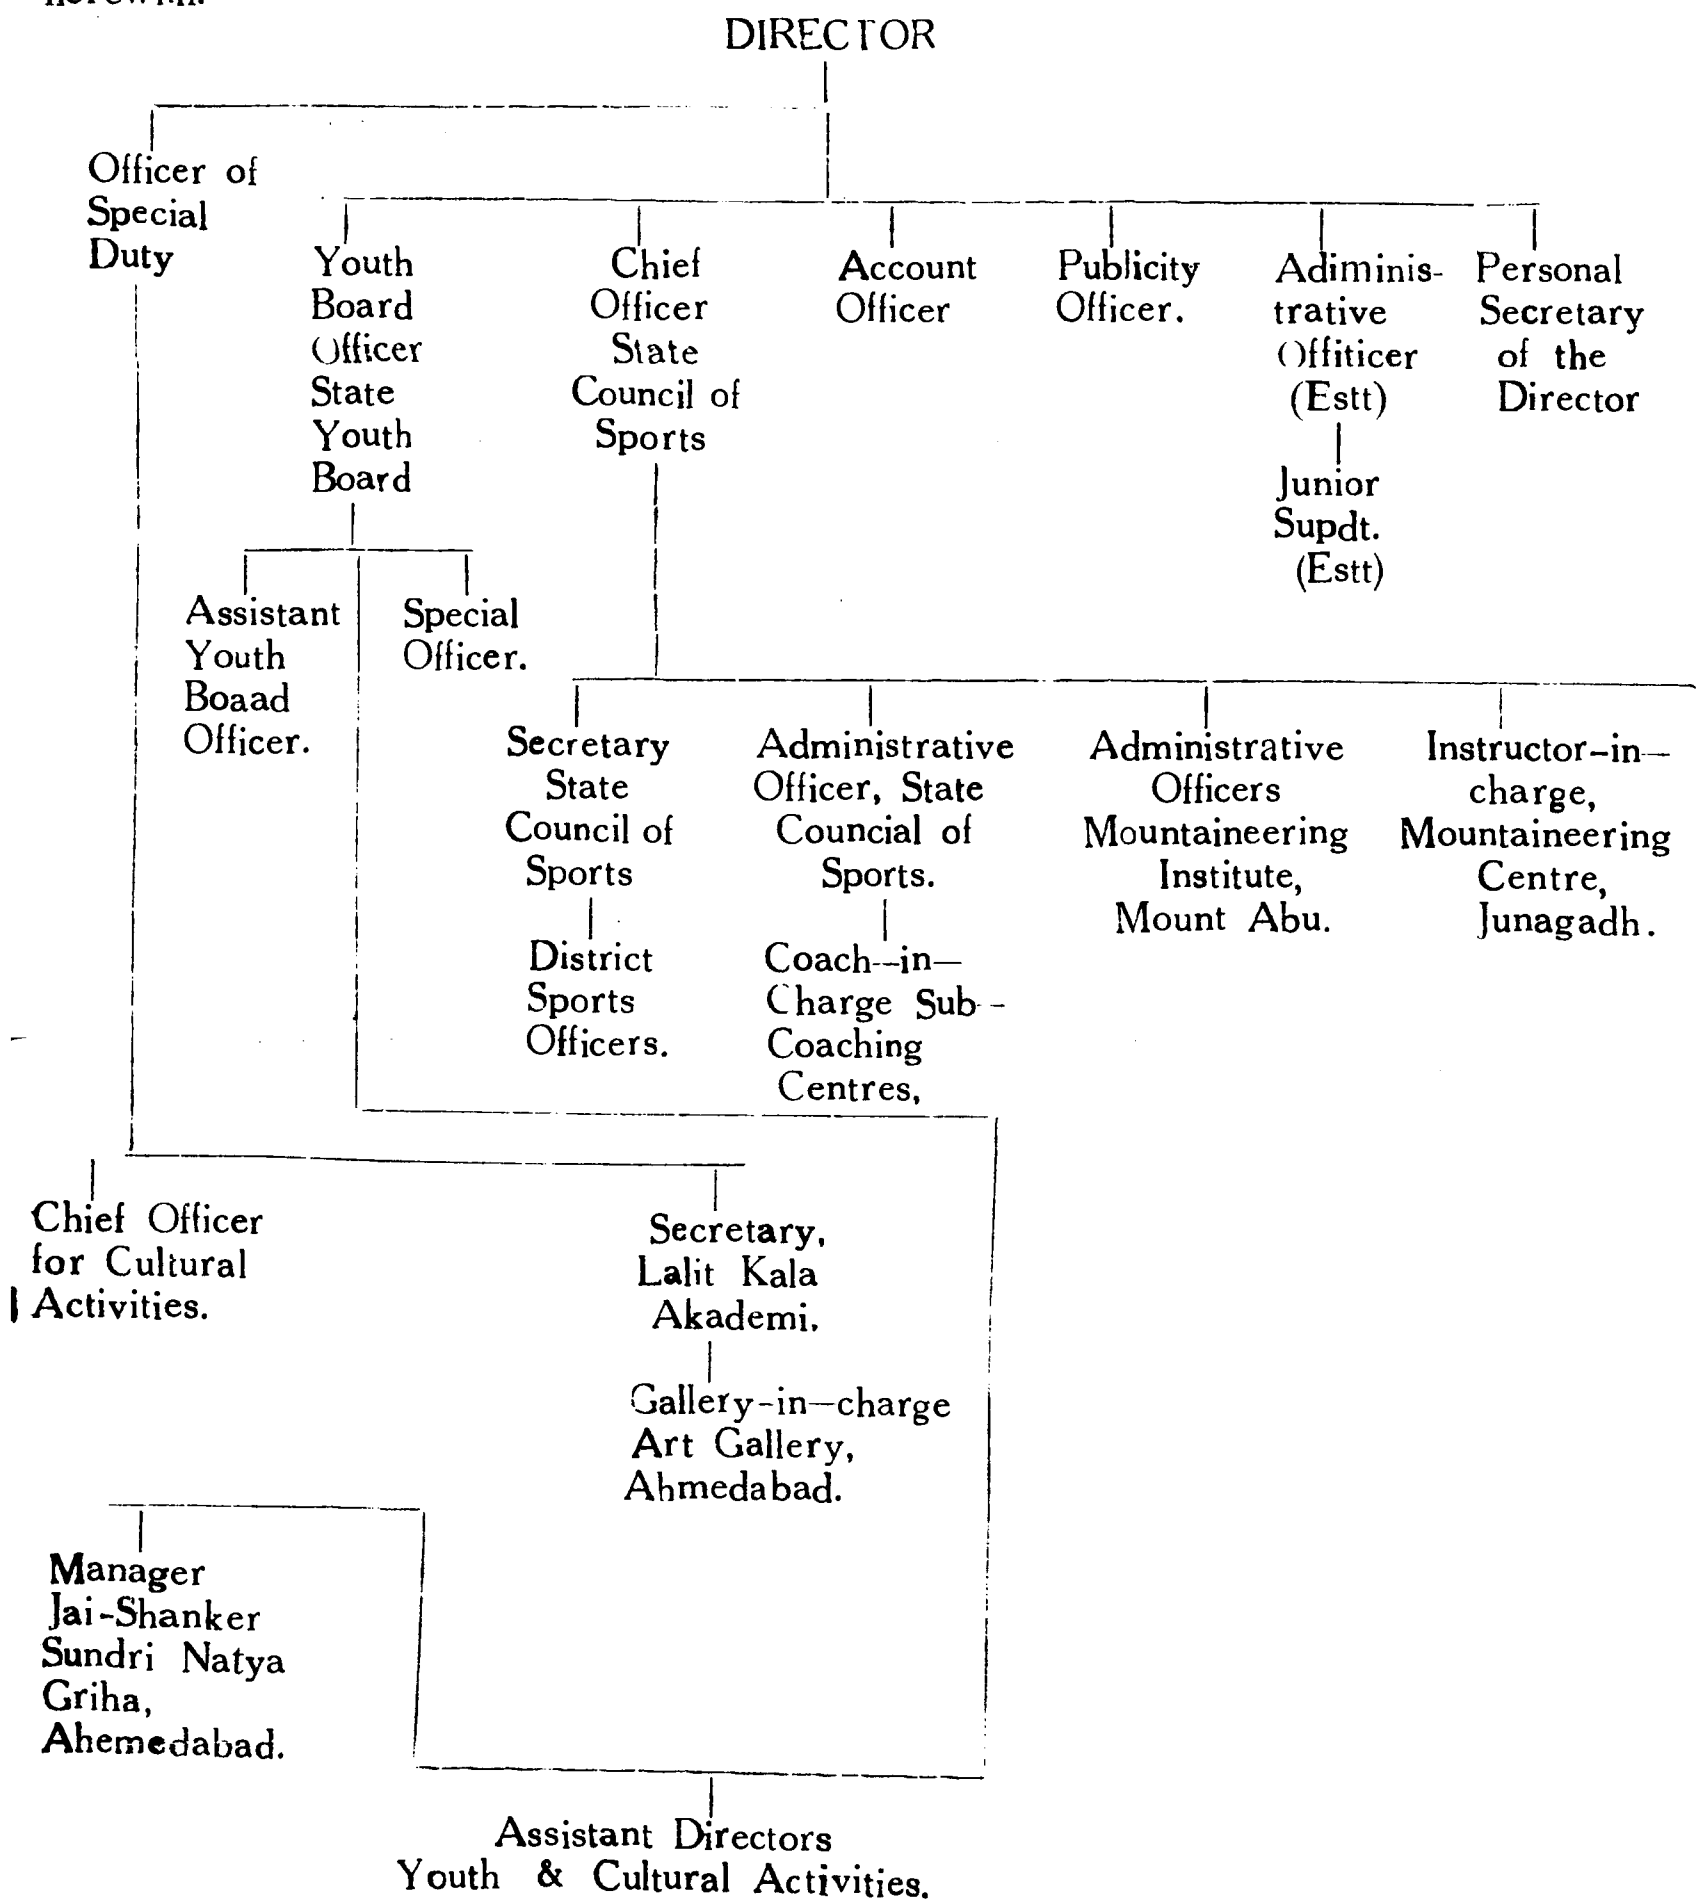 DIRECTOR
Officer of
Special
Duty
Youth
Board
Officer
State
Youth
Board
Chief
Officer
State
Council of
Sports
Account
Officer
Publicity
Officer.
Adiminis-
trative
Offiticer
(Estt)
Junior
Supdt.
(Estt)
Personal
Secretary
of the
Director
Assistant
Youth
Boaad
Officer.
Special
Officer.
Secretary
State
Council of
Sports
District
Sports
Officers.
Administrative
Officer, State
Councial of
Sports.
Coach-in-
Charge Sub-
Coaching
Centres,
Administrative
Officers
Mountaineering
Institute,
Mount Abu.
Instructor-in-
charge,
Mountaineering
Centre,
Junagadh.
Chief Officer
for Cultural
Activities.
Secretary,
Lalit Kala
Akademi.
Gallery-in-charge
Art Gallery,
Ahmedabad.
Manager
Jai-Shanker
Sundri Natya
Griha,
Ahemedabad.
Assistant Directors
Youth & Cultural Activities.